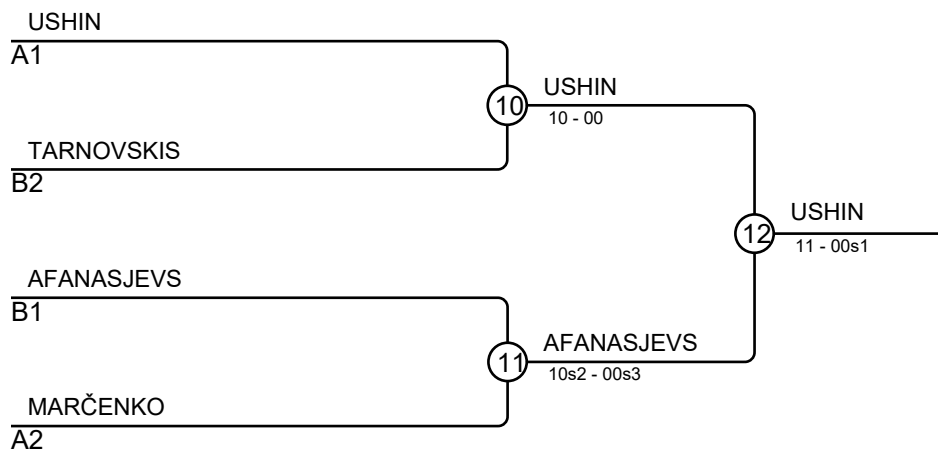 USHIN
A1
10
USHIN
10 - 00
TARNOVSKIS
B2
12
USHIN
11 - 00s1
AFANASJEVS
B1
11
AFANASJEVS
10s2 - 00s3
MARČENKO
A2